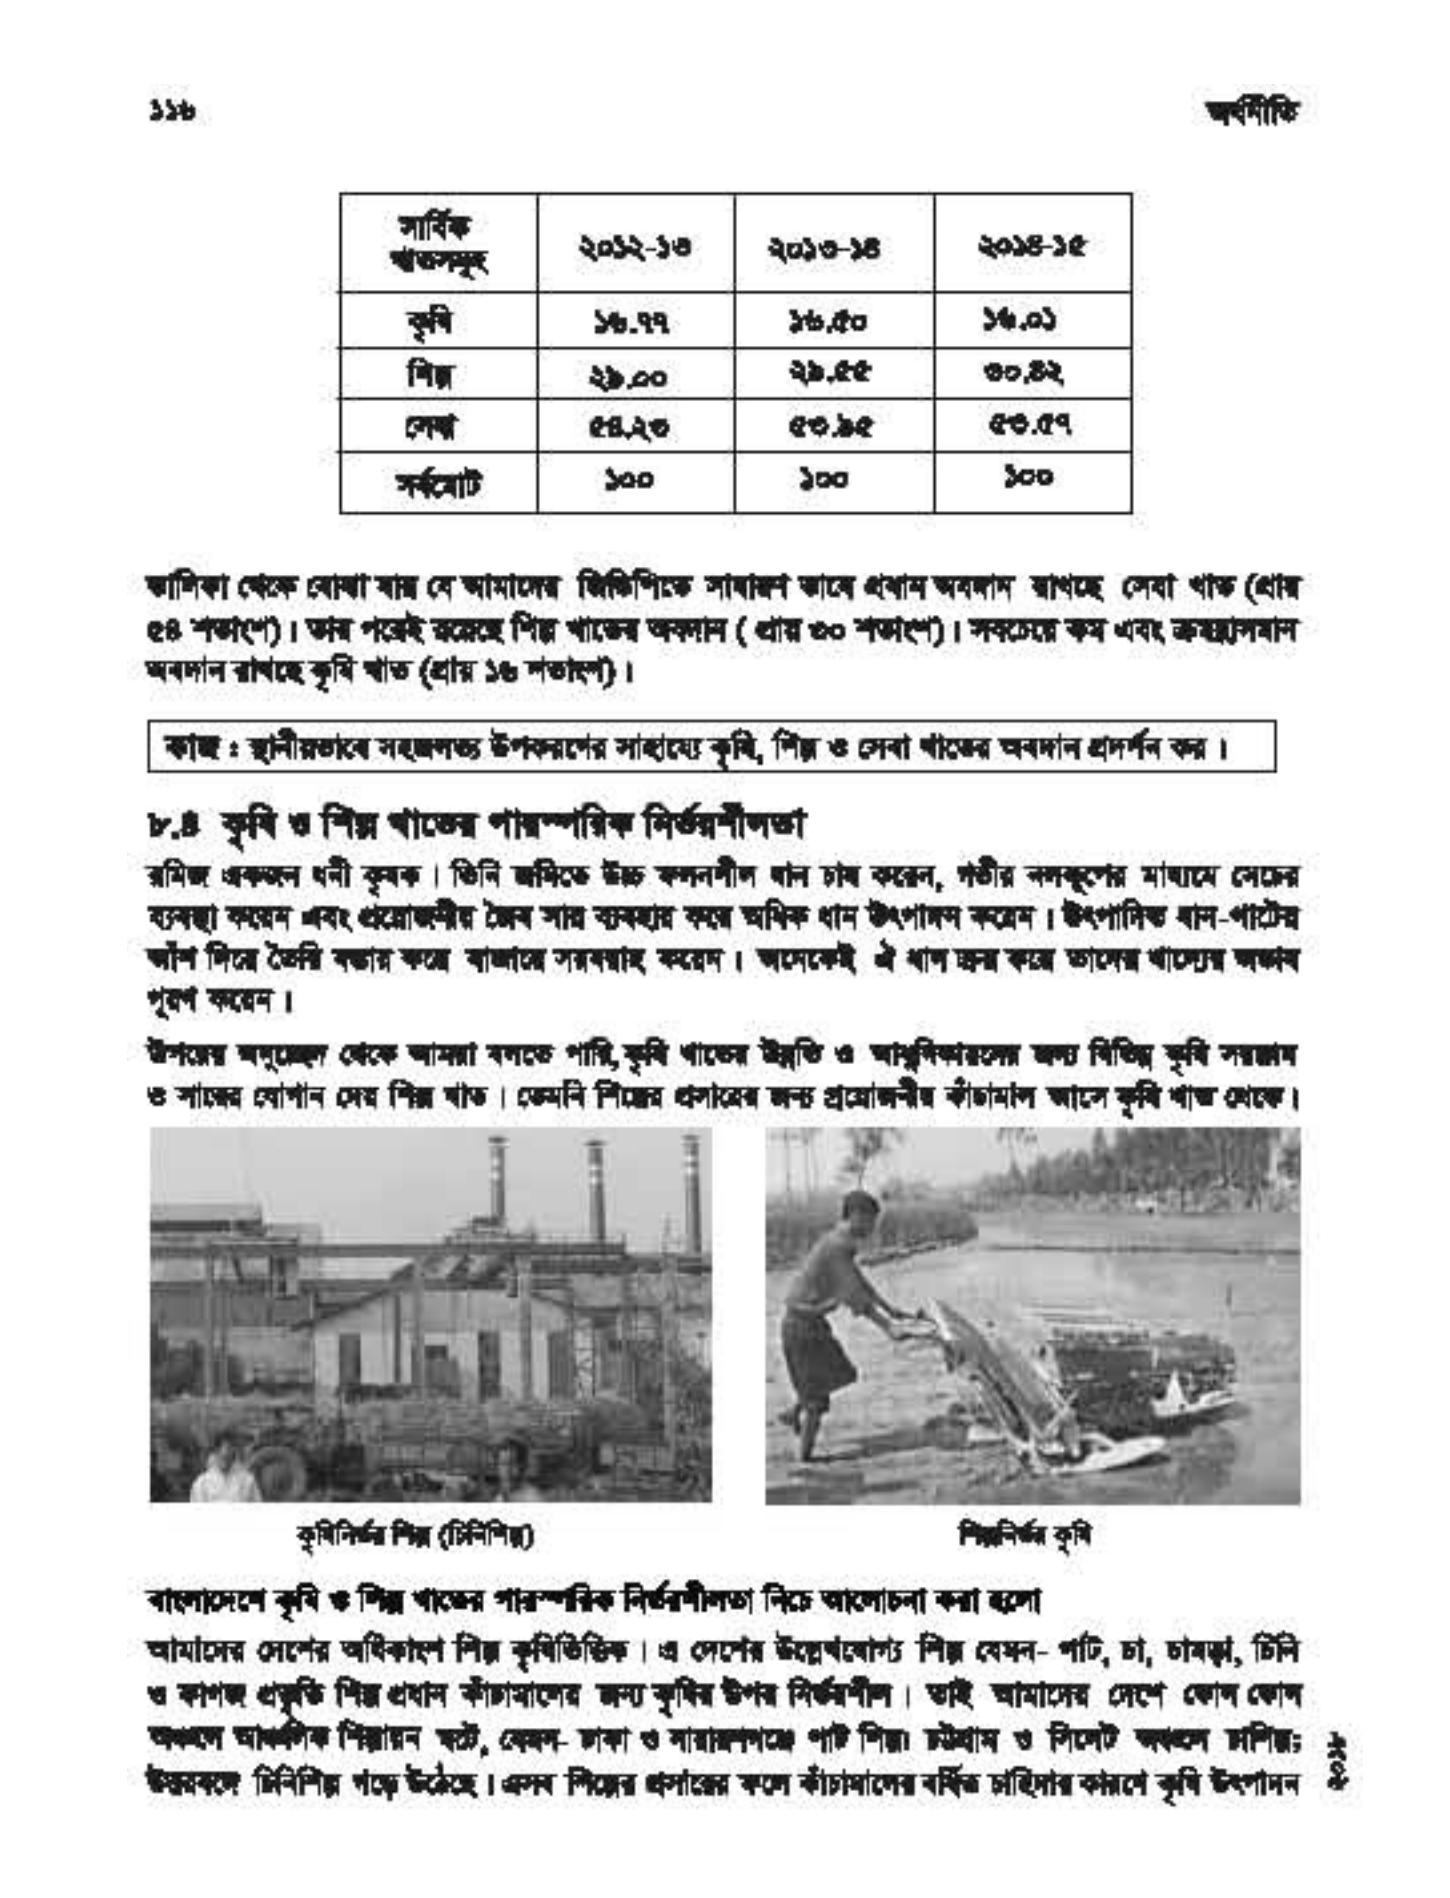 ১১৬ অর্থনীতি
সার্বিক খাতসমূহ ২০১২-১৩ ২০১৩-১৪ ২০১৪-১৫
কৃষি ১৬.৭৭ ১৬.৫০ ১৬.০১
শিল্প ২৯.০০ ২৯.৫৫ ৩০.৪২
সেবা ৫৪.২৩ ৫৩.৯৫ ৫৩.৫৭
সর্বমোট ১০০ ১০০ ১০০
তালিকা থেকে বোঝা যায় যে আমাদের জিডিপিতে সাধারণ ভাবে প্রধান অবদান রাখছে সেবা খাত (প্রায়
৫৪ শতাংশ)। তার পরেই রয়েছে শিল্প খাতের অবদান ( প্রায় ৩০ শতাংশ)। সবচেয়ে কম এবং ক্রমহ্রাসমান
অবদান রাখছে কৃষি খাত (প্রায় ১৬ শতাংশ)।
কাজ : স্থানীয়ভাবে সহজলভ্য উপকরণের সাহায্যে কৃষি, শিল্প ও সেবা খাতের অবদান প্রদর্শন কর।
৮.৪ কৃষি ও শিল্প খাতের পারস্পরিক নির্ভরশীলতা
রমিজ একজন ধনী কৃষক। তিনি জমিতে উচ্চ ফলনশীল ধান চাষ করেন, গভীর নলকূপের মাধ্যমে সেচের
ব্যবস্থা করেন এবং প্রয়োজনীয় জৈব সার ব্যবহার করে অধিক ধান উৎপাদন করেন। উৎপাদিত ধান-পাটের
আঁশ দিয়ে তৈরি বস্তায় করে বাজারে সরবরাহ করেন। অনেকেই ঐ ধান ক্রয় করে তাদের খাদ্যের অভাব
পূরণ করেন।
উপরের অনুচ্ছেদ থেকে আমরা বলতে পারি, কৃষি খাতের উন্নতি ও আধুনিকায়নের জন্য বিভিন্ন কৃষি সরঞ্জাম
ও সারের যোগান দেয় শিল্প খাত। তেমনি শিল্পের প্রসারের জন্য প্রয়োজনীয় কাঁচামাল আসে কৃষি খাত থেকে।
কৃষিনির্ভর শিল্প (চিনিশিল্প) শিল্পনির্ভর কৃষি
বাংলাদেশে কৃষি ও শিল্প খাতের পারস্পরিক নির্ভরশীলতা নিচে আলোচনা করা হলো
আমাদের দেশের অধিকাংশ শিল্প কৃষিভিত্তিক। এ দেশের উল্লেখযোগ্য শিল্প যেমন- পাট, চা, চামড়া, চিনি
ও কাগজ প্রভৃতি শিল্প প্রধান কাঁচামালের জন্য কৃষির উপর নির্ভরশীল। তাই আমাদের দেশে কোন কোন
অঞ্চলে আঞ্চলিক শিল্পায়ন ঘটে, যেমন- ঢাকা ও নারায়ণগঞ্জে পাট শিল্প; চট্টগ্রাম ও সিলেট অঞ্চলে চাশিল্প;
উত্তরবঙ্গে চিনিশিল্প গড়ে উঠেছে। এসব শিল্পের প্রসারের ফলে কাঁচামালের বর্ধিত চাহিদার কারণে কৃষি উৎপাদন
২০১৮